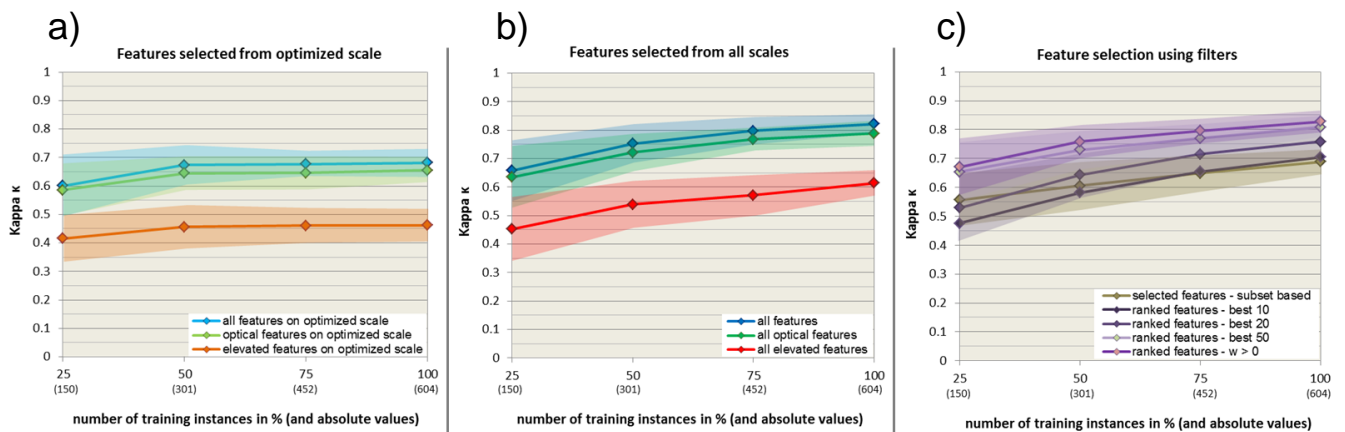 a)
Features selected from optimized scale
Kappa κ
1
0.9
0.8
0.7
0.6
0.5
0.4
0.3
0.2
0.1
0
all features on optimized scale
optical features on optimized scale
elevated features on optimized scale
25 50 75 100
(150) (301) (452) (604)
number of training instances in % (and absolute values)
b)
Features selected from all scales
Kappa κ
1
0.9
0.8
0.7
0.6
0.5
0.4
0.3
0.2
0.1
0
all features
all optical features
all elevated features
25 50 75 100
(150) (301) (452) (604)
number of training instances in % (and absolute values)
c)
Feature selection using filters
Kappa κ
1
0.9
0.8
0.7
0.6
0.5
0.4
0.3
0.2
0.1
0
selected features - subset based
ranked features - best 10
ranked features - best 20
ranked features - best 50
ranked features - w > 0
25 50 75 100
(150) (301) (452) (604)
number of training instances in % (and absolute values)